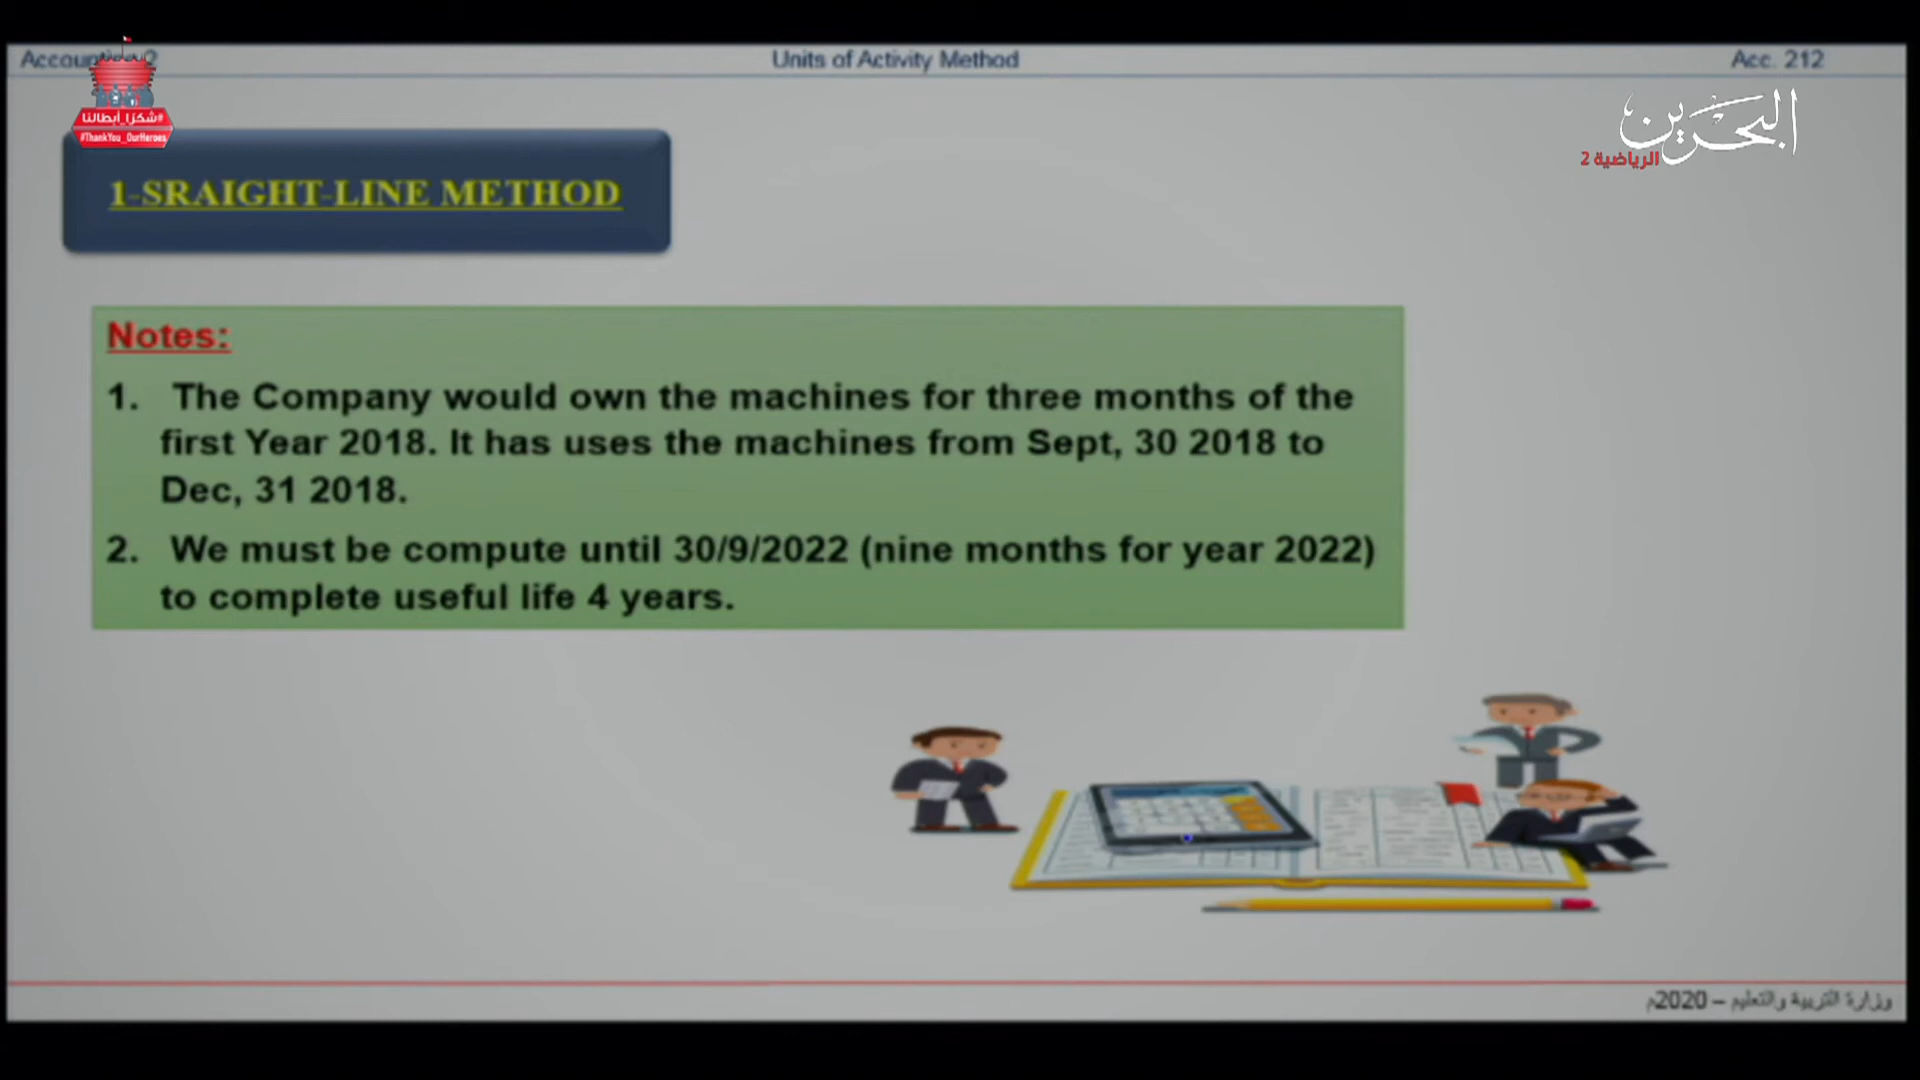 Units of Activity Method
Acc. 212
#شكرا_أبطالنا
#ThankYou_OurHeroes
البحرين
الرياضية 2
1-SRAIGHT-LINE METHOD
Notes:
1. The Company would own the machines for three months of the
first Year 2018. It has uses the machines from Sept, 30 2018 to
Dec, 31 2018.
2. We must be compute until 30/9/2022 (nine months for year 2022)
to complete useful life 4 years.
وزارة التربية والتعليم – 2020م